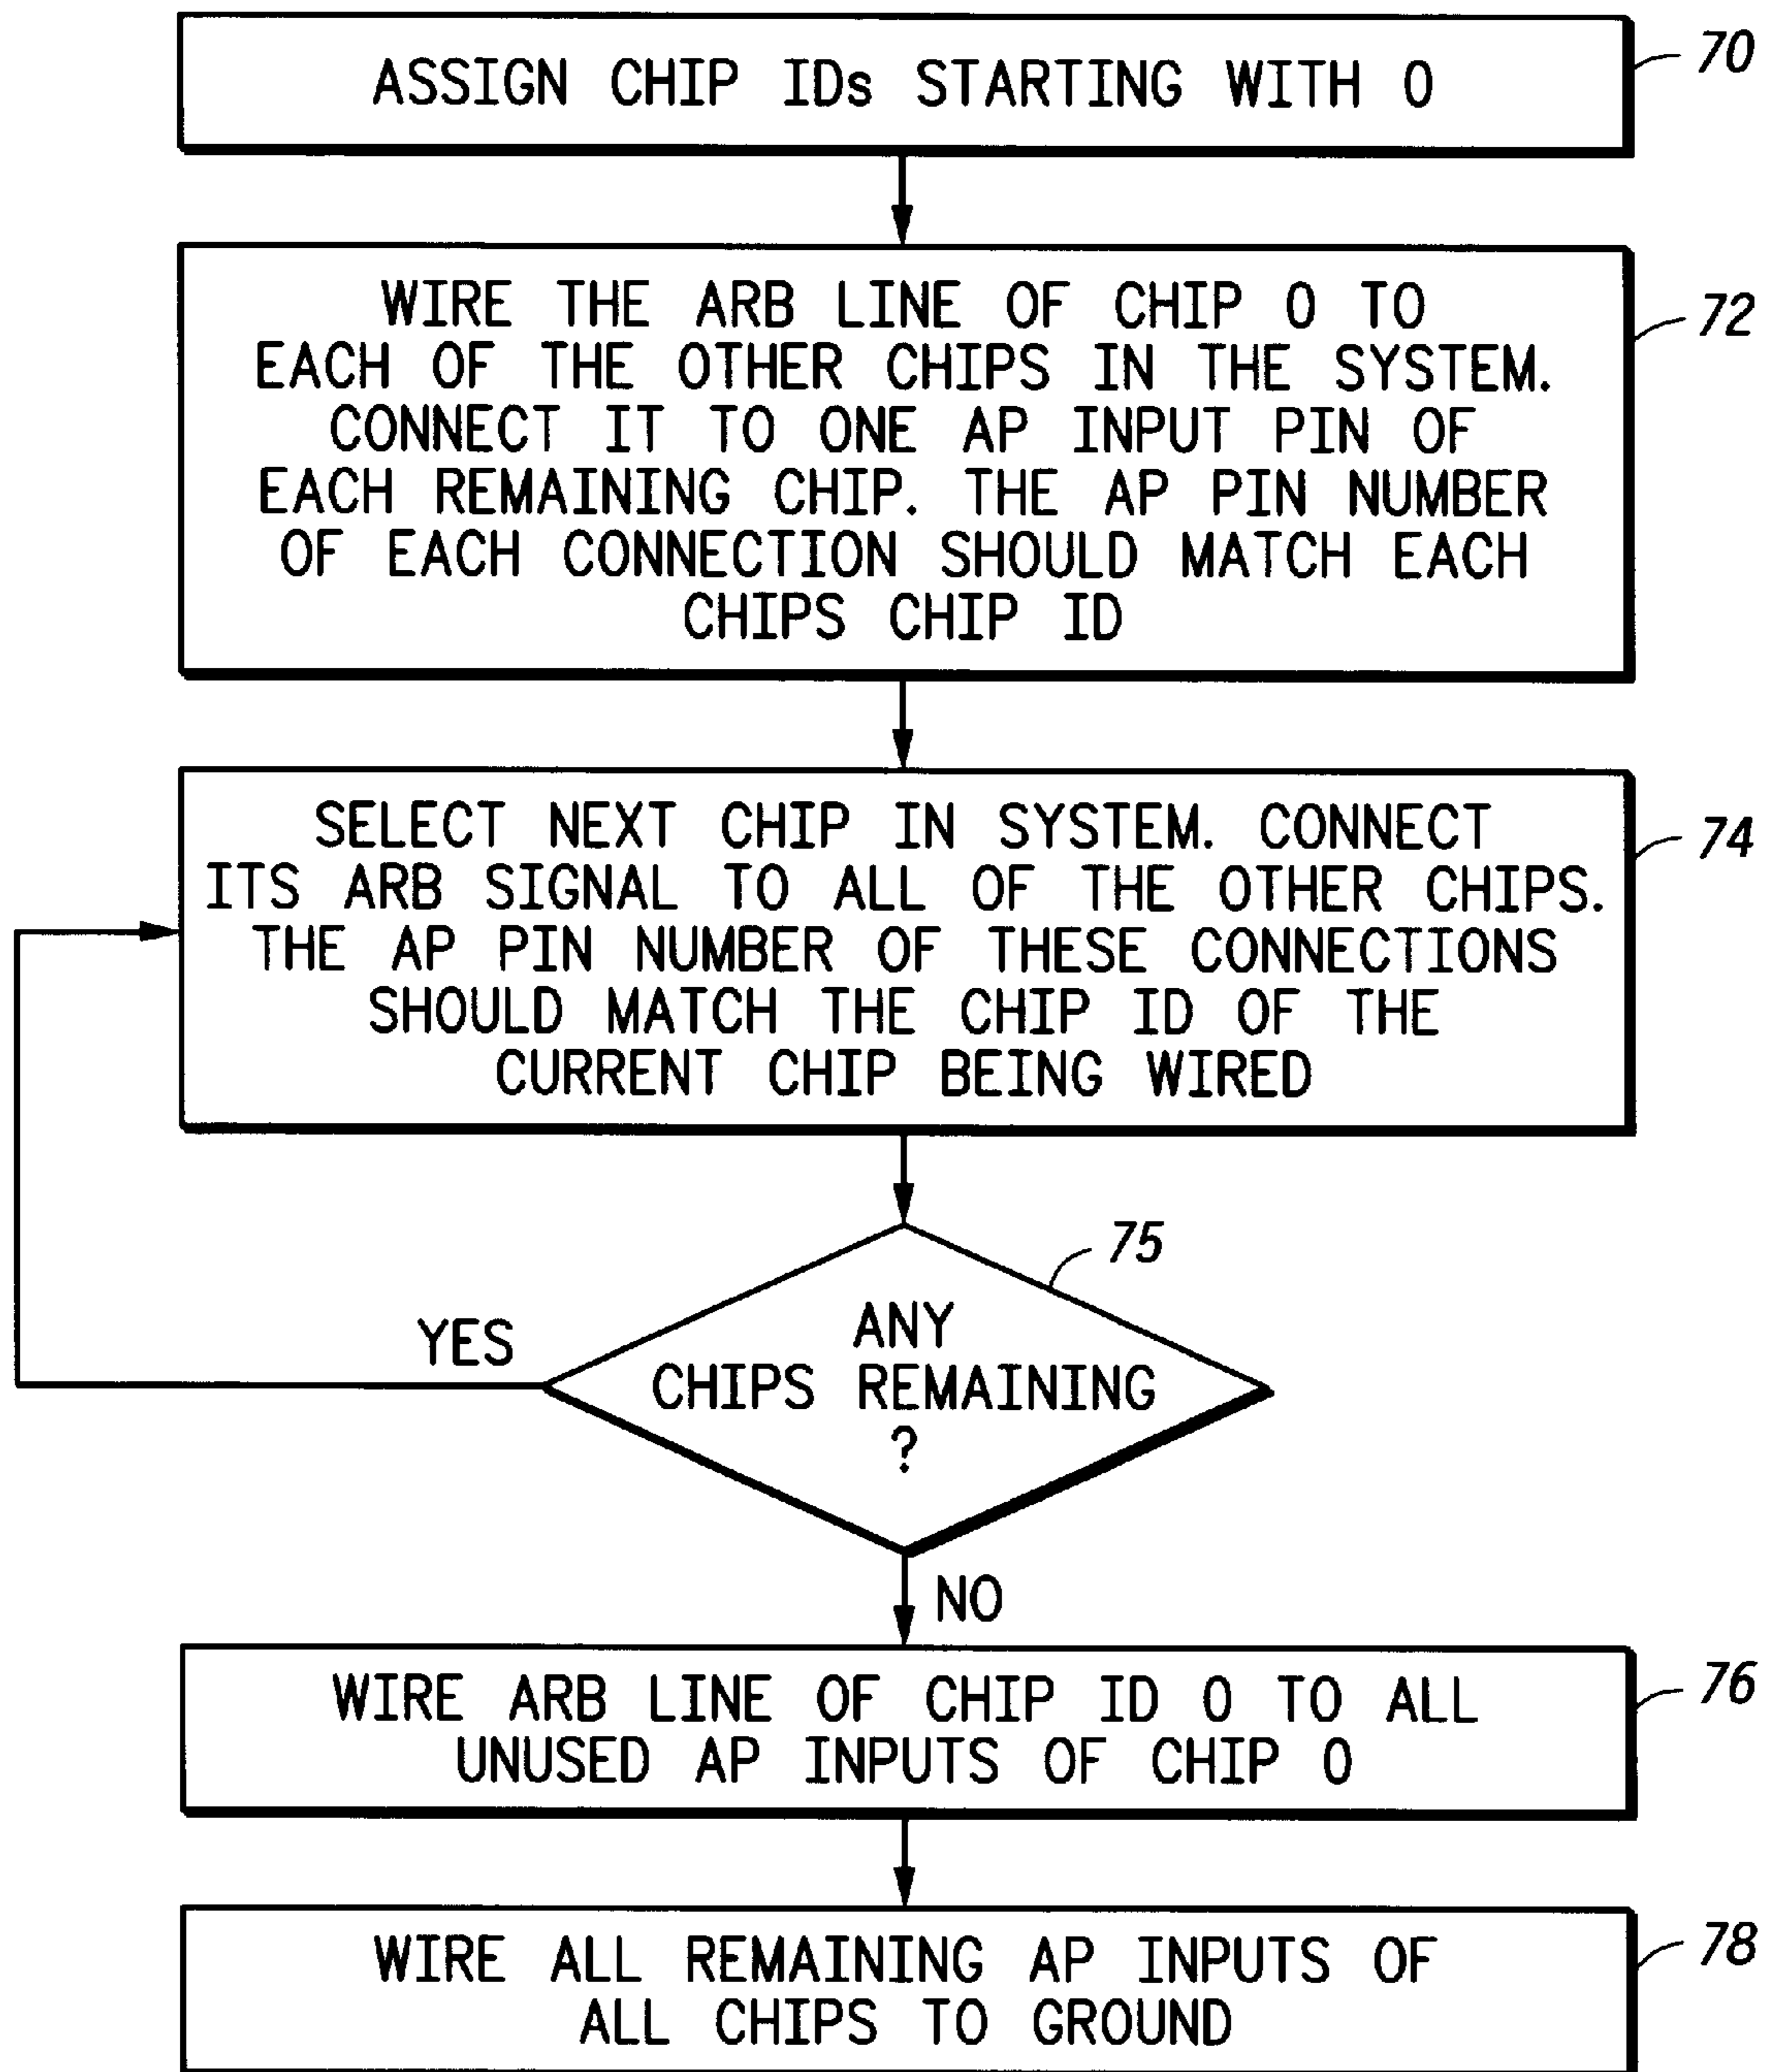 ASSIGN CHIP IDs STARTING WITH 0
70
WIRE THE ARB LINE OF CHIP 0 TO
EACH OF THE OTHER CHIPS IN THE SYSTEM.
CONNECT IT TO ONE AP INPUT PIN OF
EACH REMAINING CHIP. THE AP PIN NUMBER
OF EACH CONNECTION SHOULD MATCH EACH
CHIPS CHIP ID
72
SELECT NEXT CHIP IN SYSTEM. CONNECT
ITS ARB SIGNAL TO ALL OF THE OTHER CHIPS.
THE AP PIN NUMBER OF THESE CONNECTIONS
SHOULD MATCH THE CHIP ID OF THE
CURRENT CHIP BEING WIRED
74
75
ANY
CHIPS REMAINING
?
YES
NO
WIRE ARB LINE OF CHIP ID 0 TO ALL
UNUSED AP INPUTS OF CHIP 0
76
WIRE ALL REMAINING AP INPUTS OF
ALL CHIPS TO GROUND
78